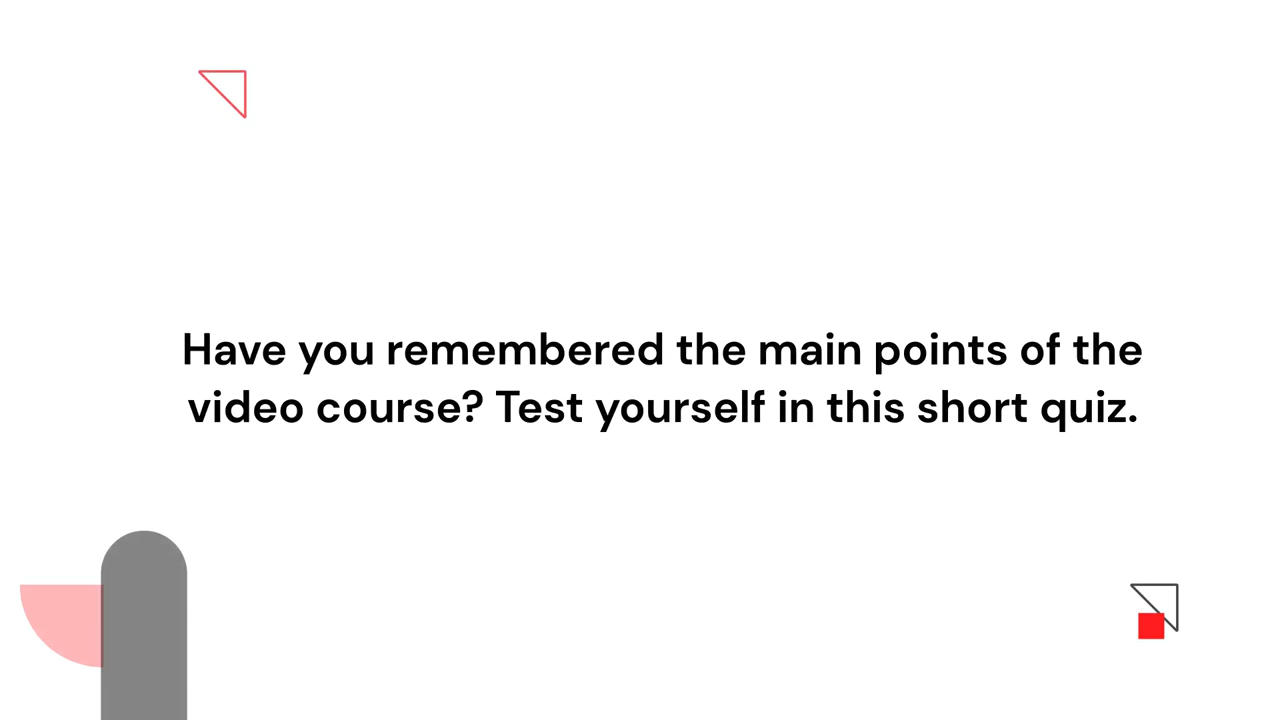 Have you remembered the main points of the
video course? Test yourself in this short quiz.